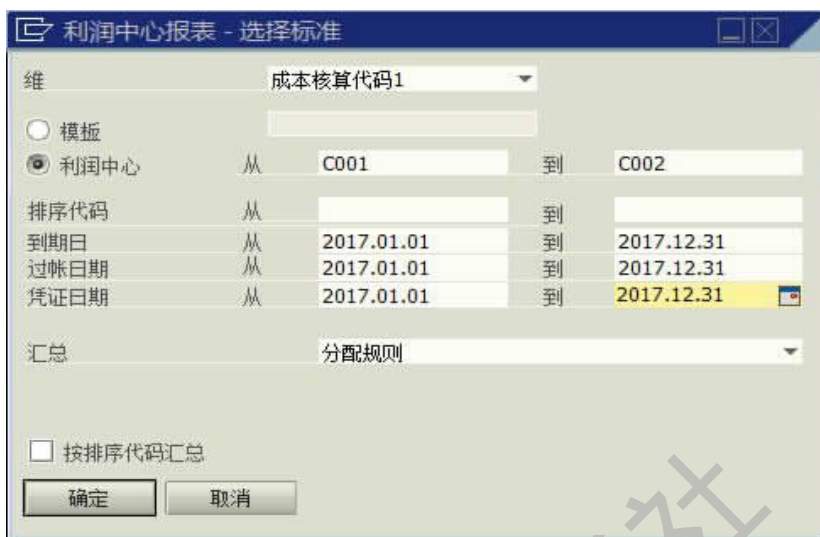 利润中心报表 - 选择标准
维 成本核算代码1
模板
利润中心 从 C001 到 C002
排序代码 从 到
到期日 从 2017.01.01 到 2017.12.31
过帐日期 从 2017.01.01 到 2017.12.31
凭证日期 从 2017.01.01 到 2017.12.31
汇总 分配规则
按排序代码汇总
确定 取消
社